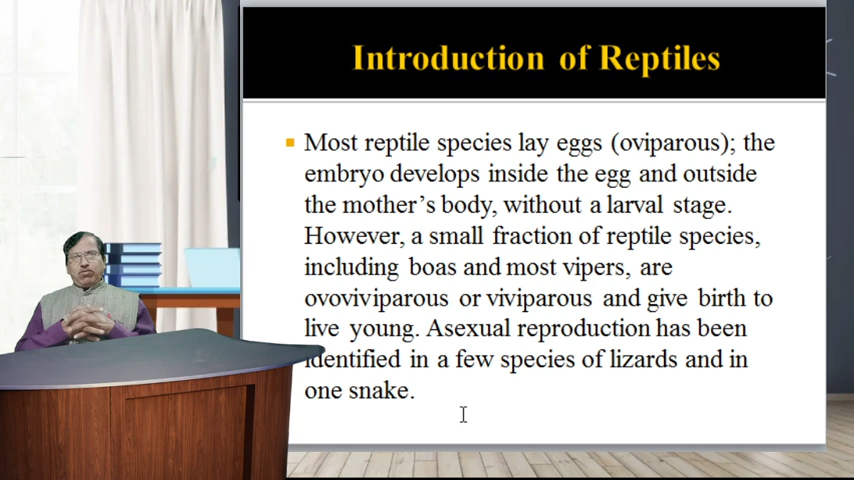 Introduction of Reptiles
Most reptile species lay eggs (oviparous); the
embryo develops inside the egg and outside
the mother’s body, without a larval stage.
However, a small fraction of reptile species,
including boas and most vipers, are
ovoviviparous or viviparous and give birth to
live young. Asexual reproduction has been
identified in a few species of lizards and in
one snake.